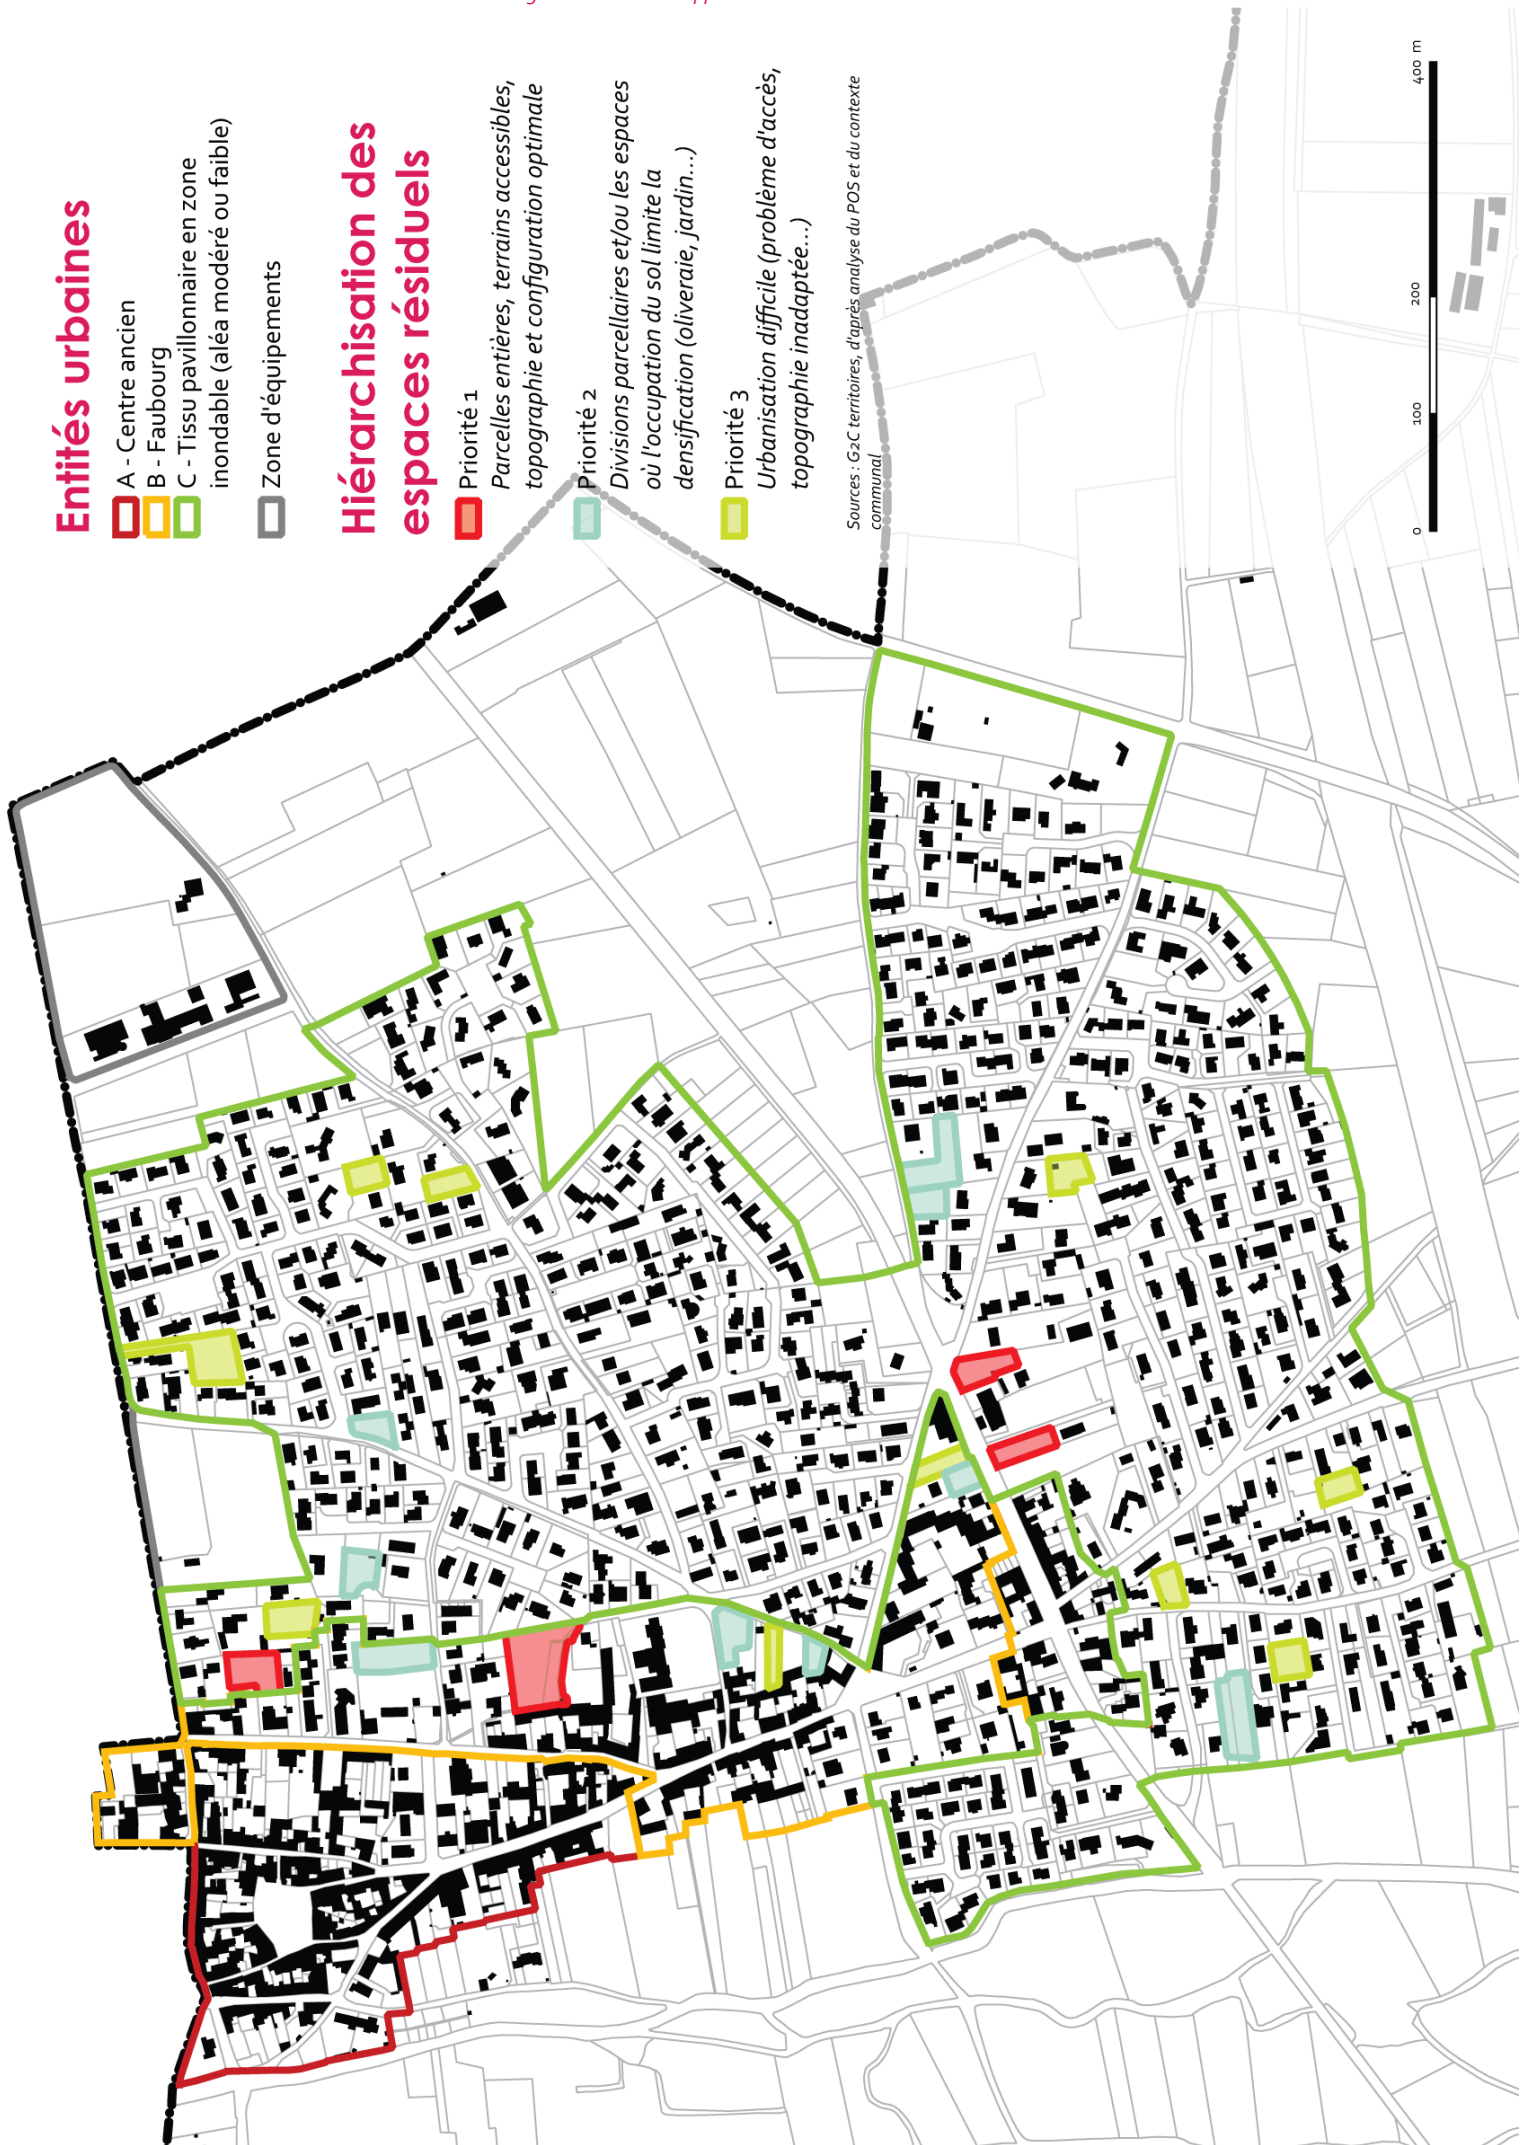 Entités urbaines
A - Centre ancien
B - Faubourg
C - Tissu pavillonnaire en zone
inondable (aléa modéré ou faible)
Zone d'équipements
Hiérarchisation des
espaces résiduels
Priorité 1
Parcelles entières, terrains accessibles,
topographie et configuration optimale
Priorité 2
Divisions parcellaires et/ou les espaces
où l'occupation du sol limite la
densification (oliveraie, jardin...)
Priorité 3
Urbanisation difficile (problème d'accès,
topographie inadaptée...)
Sources : G2C territoires, d'après analyse du POS et du contexte
communal
0 100 200 400 m